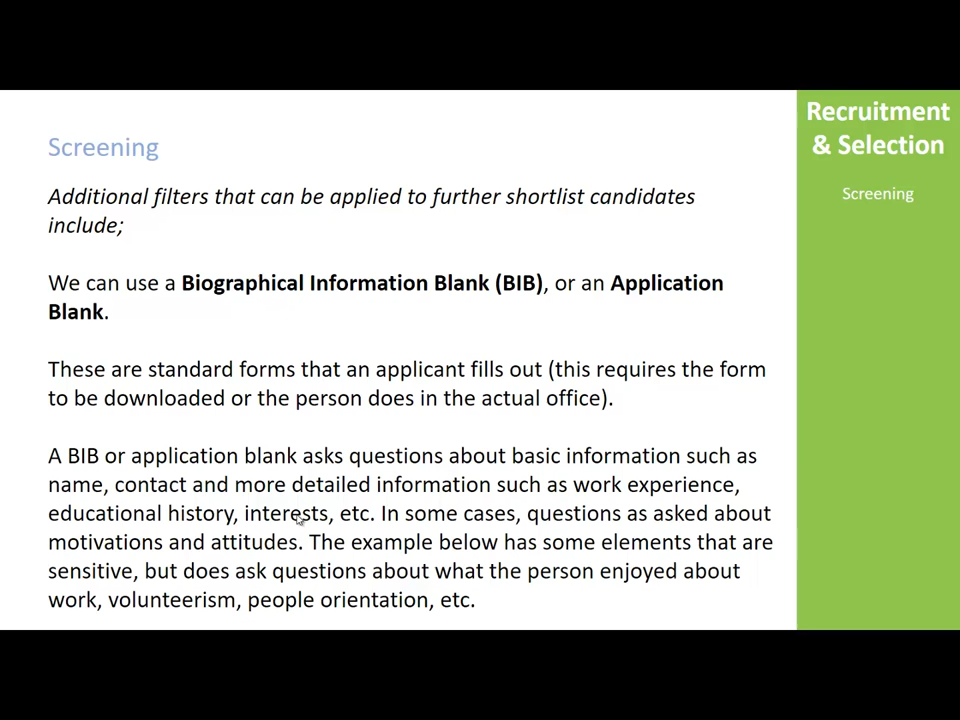 Screening
Additional filters that can be applied to further shortlist candidates
include;
We can use a Biographical Information Blank (BIB), or an Application
Blank.
These are standard forms that an applicant fills out (this requires the form
to be downloaded or the person does in the actual office).
A BIB or application blank asks questions about basic information such as
name, contact and more detailed information such as work experience,
educational history, interests, etc. In some cases, questions as asked about
motivations and attitudes. The example below has some elements that are
sensitive, but does ask questions about what the person enjoyed about
work, volunteerism, people orientation, etc.
Recruitment
& Selection
Screening